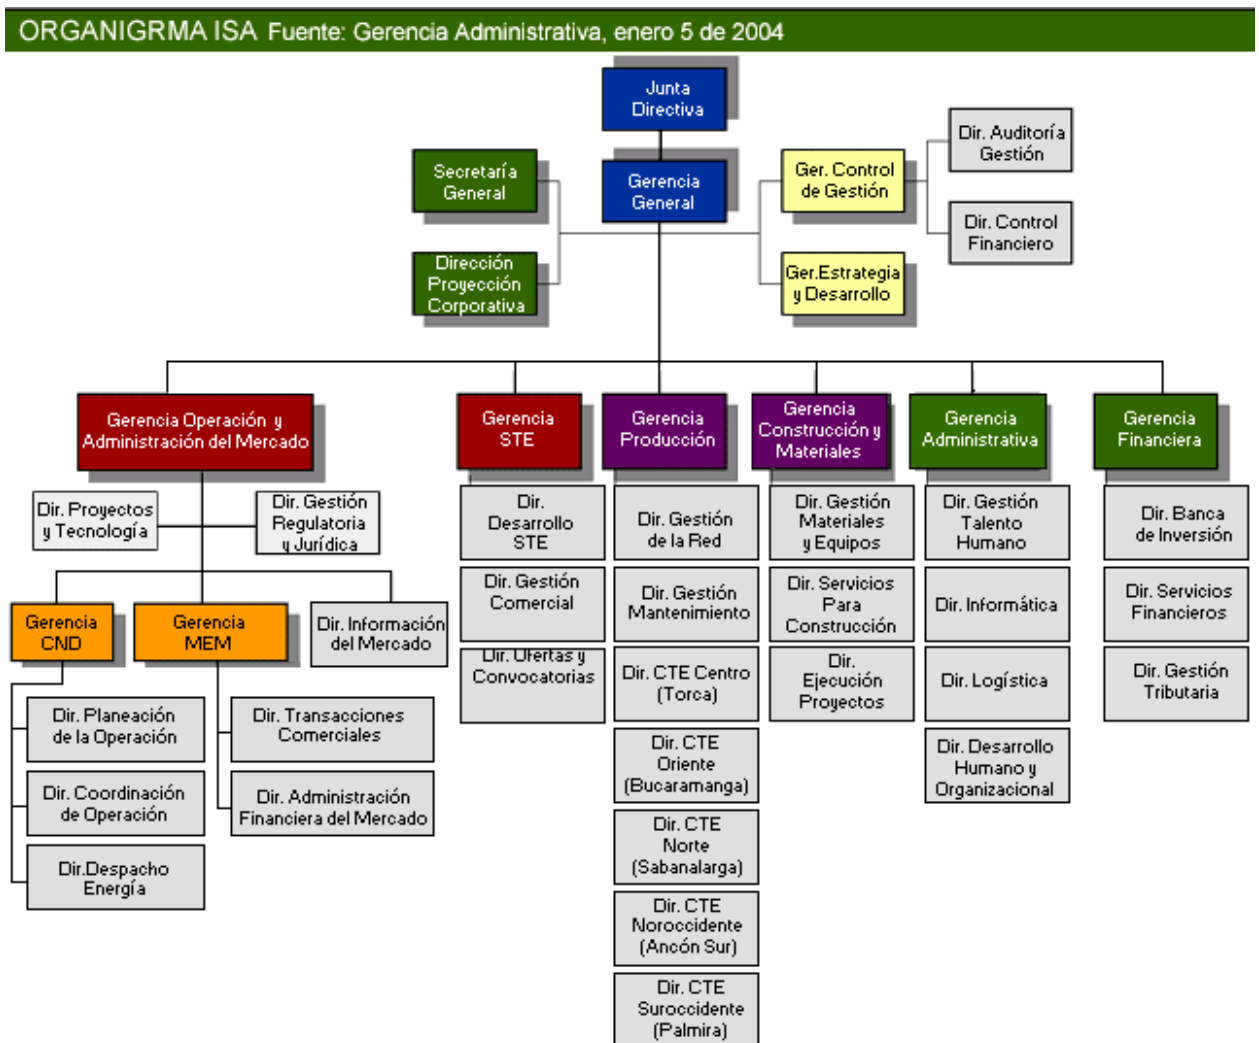 ORGANIGRMA ISA Fuente: Gerencia Administrativa, enero 5 de 2004
Junta
Directiva
Gerencia
General
Secretaría
General
Dirección
Proyección
Corporativa
Ger. Control
de Gestión
Ger.Estrategia
y Desarrollo
Dir. Auditoría
Gestión
Dir. Control
Financiero
Gerencia Operación y
Administración del Mercado
Dir. Proyectos
y Tecnología
Dir. Gestión
Regulatoria
y Jurídica
Gerencia
CND
Gerencia
MEM
Dir. Información
del Mercado
Dir. Planeación
de la Operación
Dir. Coordinación
de Operación
Dir.Despacho
Energía
Dir. Transacciones
Comerciales
Dir. Administración
Financiera del Mercado
Gerencia
STE
Dir.
Desarrollo
STE
Dir. Gestión
Comercial
Dir. Ofertas y
Convocatorias
Gerencia
Producción
Dir. Gestión
de la Red
Dir. Gestión
Mantenimiento
Dir. CTE Centro
(Torca)
Dir. CTE
Oriente
(Bucaramanga)
Dir. CTE
Norte
(Sabanalarga)
Dir. CTE
Noroccidente
(Ancón Sur)
Dir. CTE
Suroccidente
(Palmira)
Gerencia
Construcción y
Materiales
Dir. Gestión
Materiales
y Equipos
Dir. Servicios
Para
Construcción
Dir.
Ejecución
Proyectos
Gerencia
Administrativa
Dir. Gestión
Talento
Humano
Dir. Informática
Dir. Logística
Dir. Desarrollo
Humano y
Organizacional
Gerencia
Financiera
Dir. Banca
de Inversión
Dir. Servicios
Financieros
Dir. Gestión
Tributaria